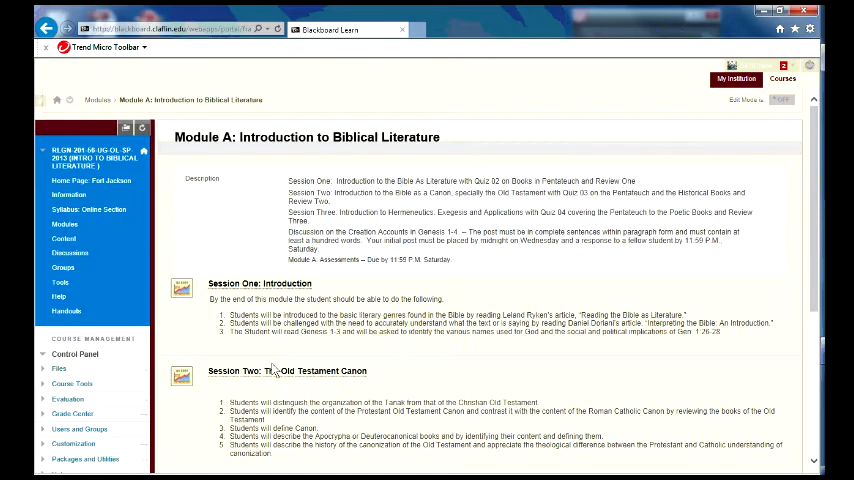 http://blackboard.claflin.edu/webapps/portal/fra
Blackboard Learn
x
Trend Micro Toolbar
2
My Institution
Courses
Modules
Module A: Introduction to Biblical Literature
Edit Mode is:
OFF
RLGN-201-56-UG-OL-SP-
2013 (INTRO TO BIBLICAL
LITERATURE )
Home Page: Fort Jackson
Information
Syllabus: Online Section
Modules
Content
Discussions
Groups
Tools
Help
Handouts
COURSE MANAGEMENT
Control Panel
Files
Course Tools
Evaluation
Grade Center
Users and Groups
Customization
Packages and Utilities
Module A: Introduction to Biblical Literature
Description
Session One: Introduction to the Bible As Literature with Quiz 02 on Books in Pentateuch and Review One
Session Two: Introduction to the Bible as a Canon, specially the Old Testament with Quiz 03 on the Pentateuch and the Historical Books and
Review Two.
Session Three: Introduction to Hermeneutics: Exegesis and Applications with Quiz 04 covering the Pentateuch to the Poetic Books and Review
Three.
Discussion on the Creation Accounts in Genesis 1-4 -- The post must be in complete sentences within paragraph form and must contain at
least a hundred words. Your initial post must be placed by midnight on Wednesday and a response to a fellow student by 11:59 P.M..
Saturday.
Module A: Assessments -- Due by 11:59 P.M. Saturday.
Session One: Introduction
By the end of this module the student should be able to do the following.
1. Students will be introduced to the basic literary genres found in the Bible by reading Leland Ryken's article, "Reading the Bible as Literature."
2. Students will be challenged with the need to accurately understand what the text or is saying by reading Daniel Doriani's article, "Interpreting the Bible: An Introduction."
3 The Student will read Genesis 1-3 and will be asked to identify the various names used for God and the social and political implications of Gen. 1:26-28
Session Two: The Old Testament Canon
1. Students will distinguish the organization of the Tanak from that of the Christian Old Testament.
2. Students will identify the content of the Protestant Old Testament Canon and contrast it with the content of the Roman Catholic Canon by reviewing the books of the Old
Testament
3. Students will define Canon.
4 Students will describe the Apocrypha or Deuterocanonical books and by identifying their content and defining them.
5 Students will describe the history of the canonization of the Old Testament and appreciate the theological difference between the Protestant and Catholic understanding of
canonization.